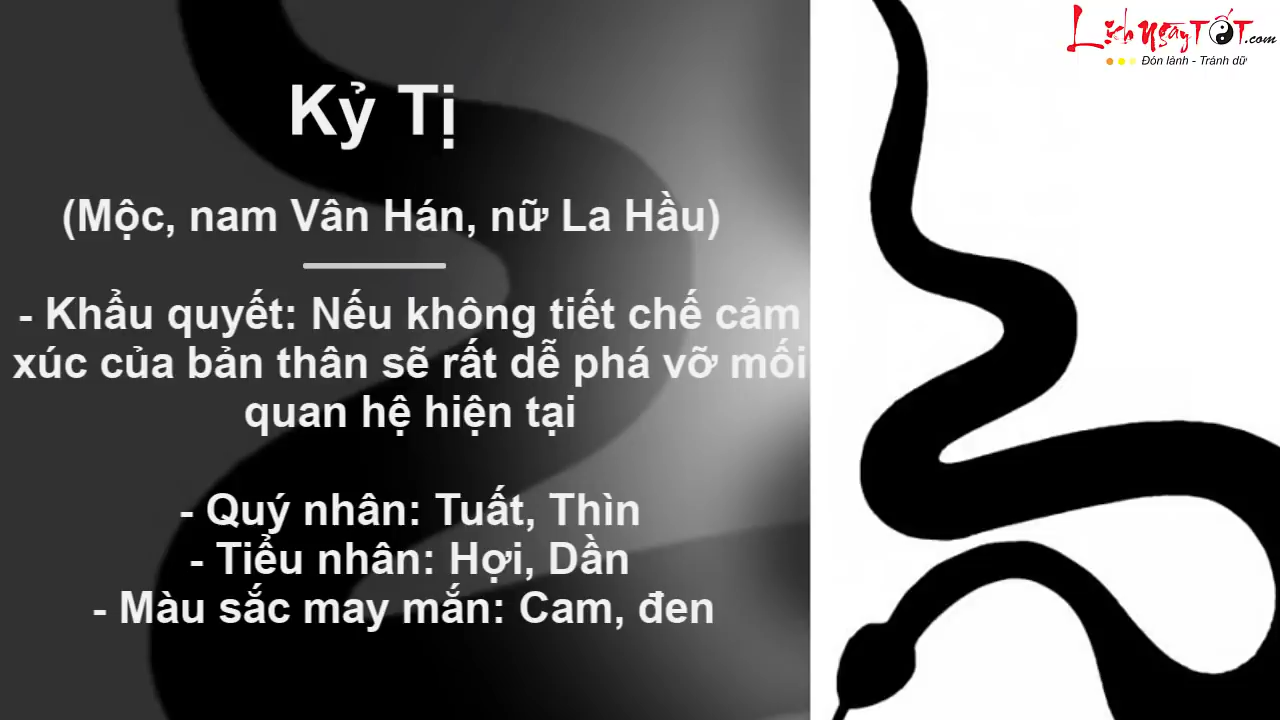 LịchNgàyTỐT.com
Đón lành - Tránh dữ
Kỷ Tị
(Mộc, nam Vân Hán, nữ La Hầu)
- Khẩu quyết: Nếu không tiết chế cảm
xúc của bản thân sẽ rất dễ phá vỡ mối
quan hệ hiện tại
- Quý nhân: Tuất, Thìn
- Tiểu nhân: Hợi, Dần
- Màu sắc may mắn: Cam, đen